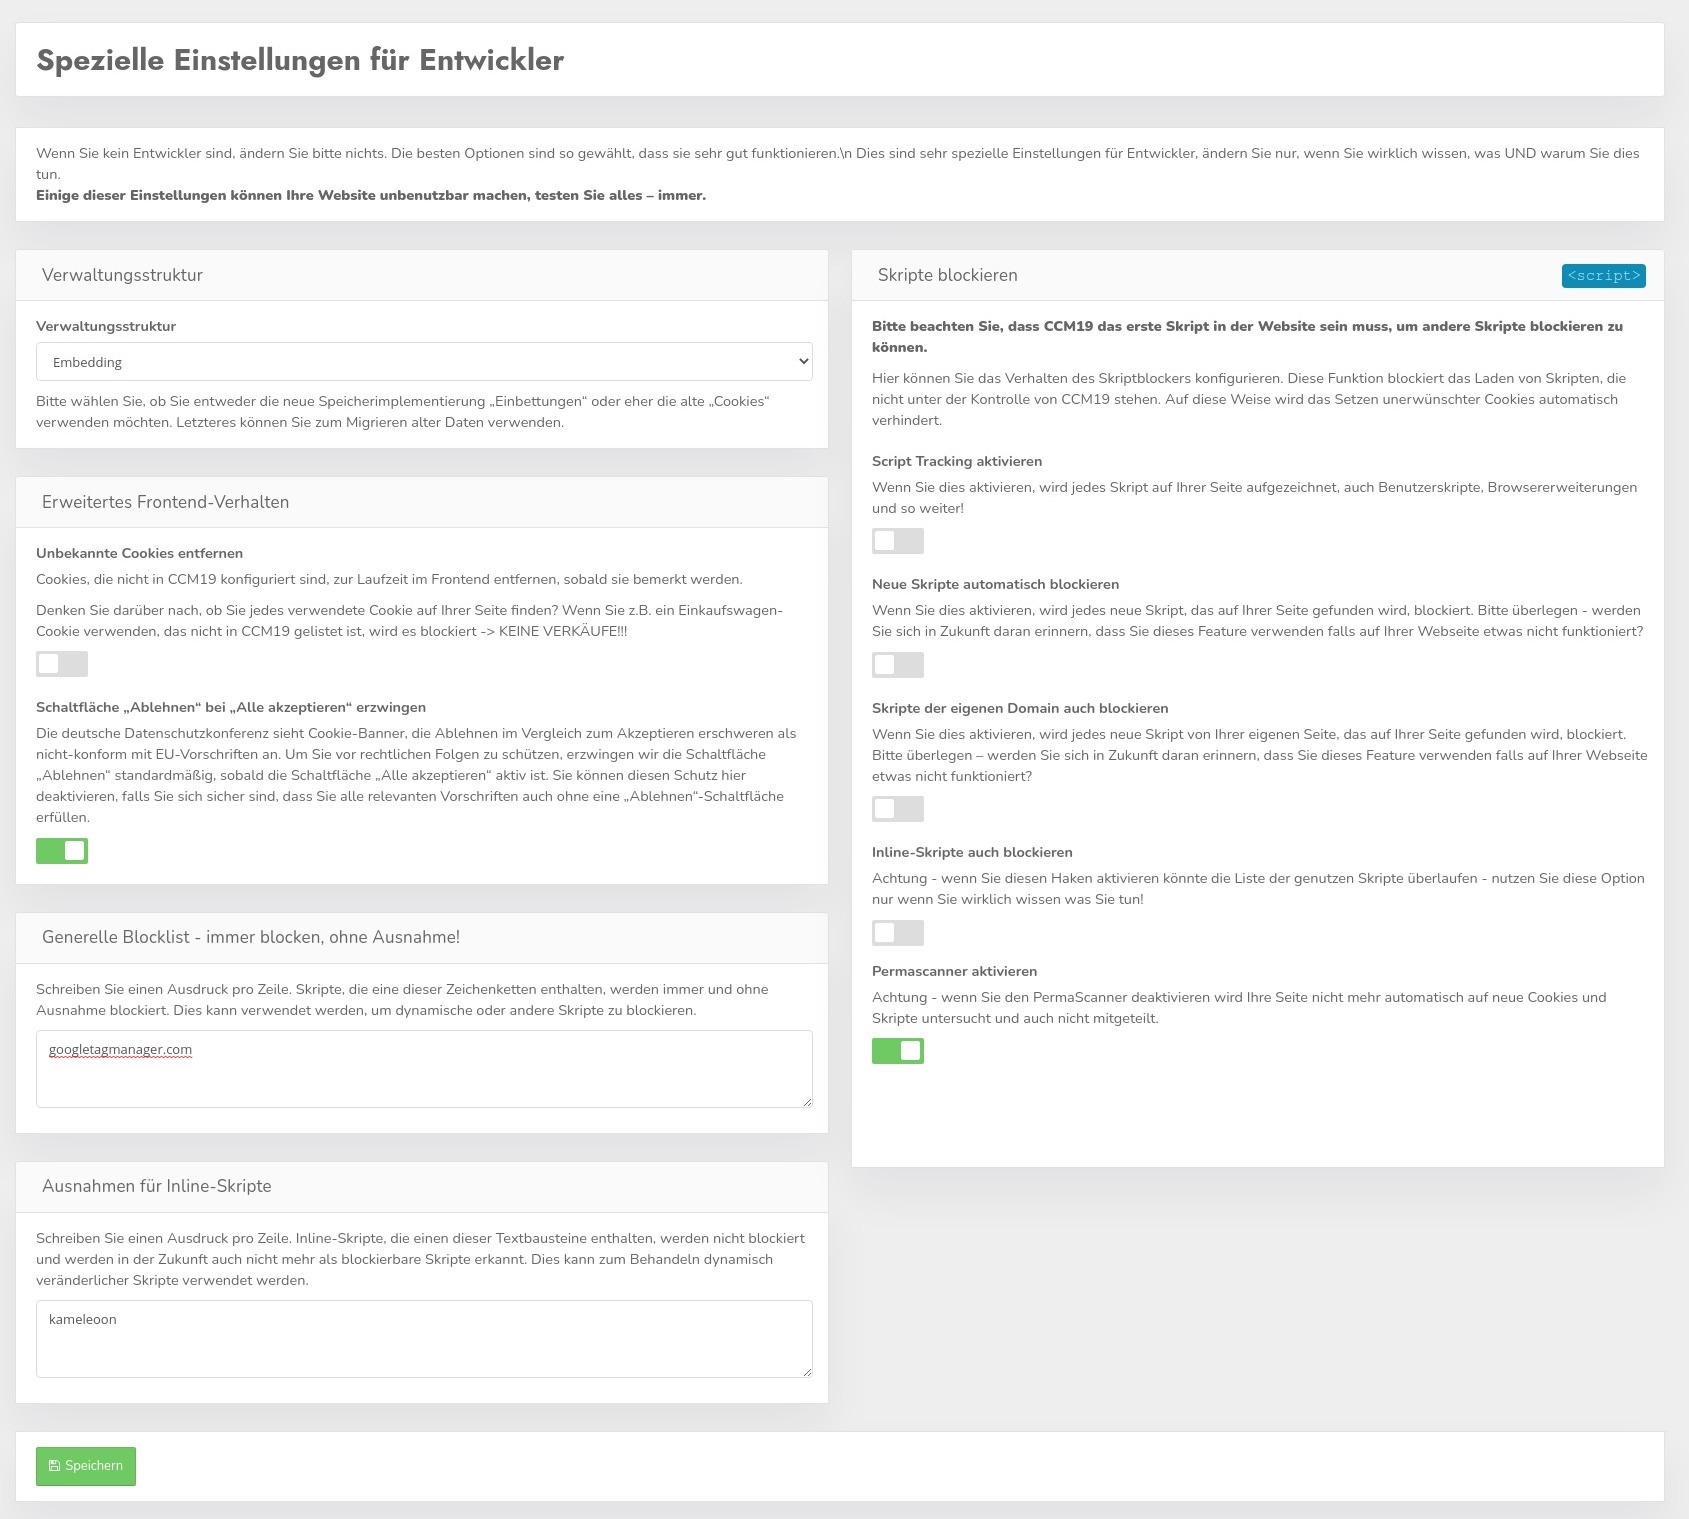 Spezielle Einstellungen für Entwickler
Wenn Sie kein Entwickler sind, ändern Sie bitte nichts. Die besten Optionen sind so gewählt, dass sie sehr gut funktionieren.\n Dies sind sehr spezielle Einstellungen für Entwickler, ändern Sie nur, wenn Sie wirklich wissen, was UND warum Sie dies
tun.
Einige dieser Einstellungen können Ihre Website unbenutzbar machen, testen Sie alles – immer.
Verwaltungsstruktur
Verwaltungsstruktur
Embedding
Bitte wählen Sie, ob Sie entweder die neue Speicherimplementierung „Einbettungen“ oder eher die alte „Cookies“
verwenden möchten. Letzteres können Sie zum Migrieren alter Daten verwenden.
Erweitertes Frontend-Verhalten
Unbekannte Cookies entfernen
Cookies, die nicht in CCM19 konfiguriert sind, zur Laufzeit im Frontend entfernen, sobald sie bemerkt werden.
Denken Sie darüber nach, ob Sie jedes verwendete Cookie auf Ihrer Seite finden? Wenn Sie z.B. ein Einkaufswagen-
Cookie verwenden, das nicht in CCM19 gelistet ist, wird es blockiert -> KEINE VERKÄUFE!!!
Schaltfläche „Ablehnen“ bei „Alle akzeptieren“ erzwingen
Die deutsche Datenschutzkonferenz sieht Cookie-Banner, die Ablehnen im Vergleich zum Akzeptieren erschweren als
nicht-konform mit EU-Vorschriften an. Um Sie vor rechtlichen Folgen zu schützen, erzwingen wir die Schaltfläche
„Ablehnen“ standardmäßig, sobald die Schaltfläche „Alle akzeptieren“ aktiv ist. Sie können diesen Schutz hier
deaktivieren, falls Sie sich sicher sind, dass Sie alle relevanten Vorschriften auch ohne eine „Ablehnen“-Schaltfläche
erfüllen.
Generelle Blocklist - immer blocken, ohne Ausnahme!
Schreiben Sie einen Ausdruck pro Zeile. Skripte, die eine dieser Zeichenketten enthalten, werden immer und ohne
Ausnahme blockiert. Dies kann verwendet werden, um dynamische oder andere Skripte zu blockieren.
googletagmanager.com
Ausnahmen für Inline-Skripte
Schreiben Sie einen Ausdruck pro Zeile. Inline-Skripte, die einen dieser Textbausteine enthalten, werden nicht blockiert
und werden in der Zukunft auch nicht mehr als blockierbare Skripte erkannt. Dies kann zum Behandeln dynamisch
veränderlicher Skripte verwendet werden.
kameleoon
Skripte blockieren
<script>
Bitte beachten Sie, dass CCM19 das erste Skript in der Website sein muss, um andere Skripte blockieren zu
können.
Hier können Sie das Verhalten des Skriptblockers konfigurieren. Diese Funktion blockiert das Laden von Skripten, die
nicht unter der Kontrolle von CCM19 stehen. Auf diese Weise wird das Setzen unerwünschter Cookies automatisch
verhindert.
Script Tracking aktivieren
Wenn Sie dies aktivieren, wird jedes Skript auf Ihrer Seite aufgezeichnet, auch Benutzerskripte, Browsererweiterungen
und so weiter!
Neue Skripte automatisch blockieren
Wenn Sie dies aktivieren, wird jedes neue Skript, das auf Ihrer Seite gefunden wird, blockiert. Bitte überlegen - werden
Sie sich in Zukunft daran erinnern, dass Sie dieses Feature verwenden falls auf Ihrer Webseite etwas nicht funktioniert?
Skripte der eigenen Domain auch blockieren
Wenn Sie dies aktivieren, wird jedes neue Skript von Ihrer eigenen Seite, das auf Ihrer Seite gefunden wird, blockiert.
Bitte überlegen – werden Sie sich in Zukunft daran erinnern, dass Sie dieses Feature verwenden falls auf Ihrer Webseite
etwas nicht funktioniert?
Inline-Skripte auch blockieren
Achtung - wenn Sie diesen Haken aktivieren könnte die Liste der genutzen Skripte überlaufen - nutzen Sie diese Option
nur wenn Sie wirklich wissen was Sie tun!
Permascanner aktivieren
Achtung - wenn Sie den PermaScanner deaktivieren wird Ihre Seite nicht mehr automatisch auf neue Cookies und
Skripte untersucht und auch nicht mitgeteilt.
Speichern